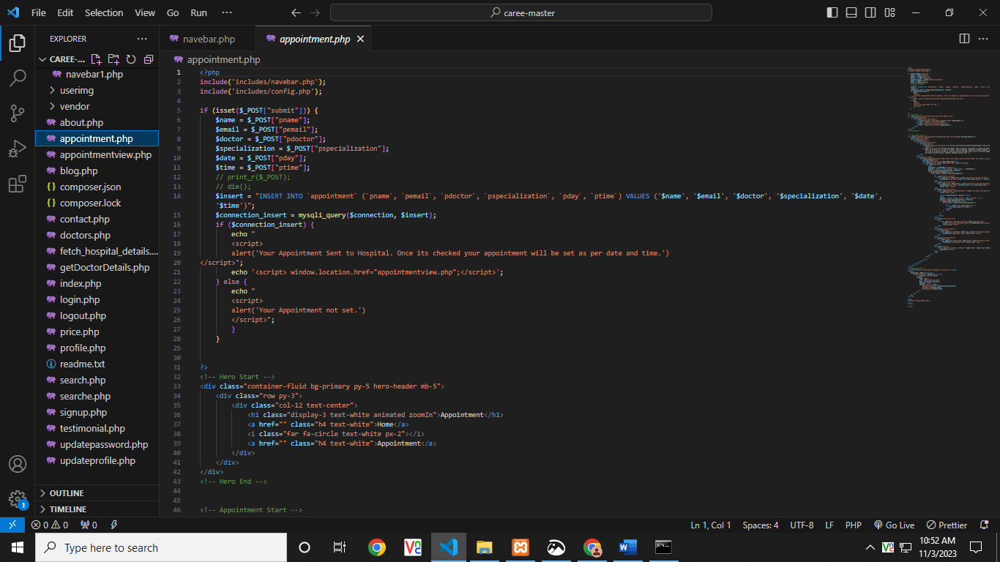 File Edit Selection View Go Run ··· caree-master
EXPLORER
navebar.php
appointment.php
CAREE-...
navebar1.php
userimg
vendor
about.php
appointment.php
appointmentview.php
blog.php
composer.json
composer.lock
contact.php
doctors.php
fetch_hospital_details....
getDoctorDetails.php
index.php
login.php
logout.php
price.php
profile.php
readme.txt
search.php
searche.php
signup.php
testimonial.php
updatepassword.php
updateprofile.php
OUTLINE
TIMELINE
1
appointment.php
1 <?php
2 include('includes/navebar.php');
3 include('includes/config.php');
4
5 if (isset($_POST["submit"])) {
6 $name = $_POST["pname"];
7 $email = $_POST["pemail"];
8 $doctor = $_POST["pdoctor"];
9 $specialization = $_POST["pspecialization"];
10 $date = $_POST["pday"];
11 $time = $_POST["ptime"];
12 // print_r($_POST);
13 // die();
14 $insert = "INSERT INTO `appointment` (`pname`, `pemail`, `pdoctor`, `pspecialization`, `pday`, `ptime`) VALUES ('$name', '$email', '$doctor', '$specialization', '$date',
'$time')";
15 $connection_insert = mysqli_query($connection, $insert);
16 if ($connection_insert) {
17 echo "
18 <script>
19 alert('Your Appointment Sent to Hospital. Once its checked your appointment will be set as per date and time.')
20 </script>";
21 echo '<script> window.location.href="appointmentview.php";</script>';
22 } else {
23 echo "
24 <script>
25 alert('Your Appointment not set.')
26 </script>";
27 }
28 }
29
30
31 ?>
32 <!-- Hero Start -->
33 <div class="container-fluid bg-primary py-5 hero-header mb-5">
34 <div class="row py-3">
35 <div class="col-12 text-center">
36 <h1 class="display-3 text-white animated zoomIn">Appointment</h1>
37 <a href="" class="h4 text-white">Home</a>
38 <i class="far fa-circle text-white px-2"></i>
39 <a href="" class="h4 text-white">Appointment</a>
40 </div>
41 </div>
42 </div>
43 <!-- Hero End -->
44
45
46 <!-- Appointment Start -->
0 0 0 Ln 1, Col 1 Spaces: 4 UTF-8 LF PHP Go Live Prettier
Type here to search
10:52 AM
11/3/2023